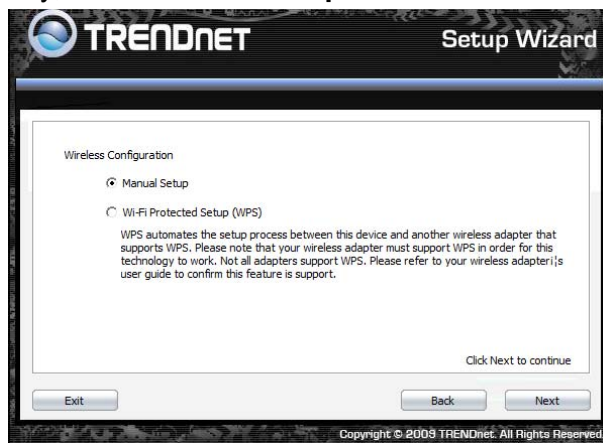 TRENDNET
Setup Wizard
Wireless Configuration
Manual Setup
Wi-Fi Protected Setup (WPS)
WPS automates the setup process between this device and another wireless adapter that
supports WPS. Please note that your wireless adapter must support WPS in order for this
technology to work. Not all adapters support WPS. Please refer to your wireless adapter¡¦s
user guide to confirm this feature is support.
Click Next to continue
Exit
Back
Next
Copyright © 2009 TRENDnet. All Rights Reserved